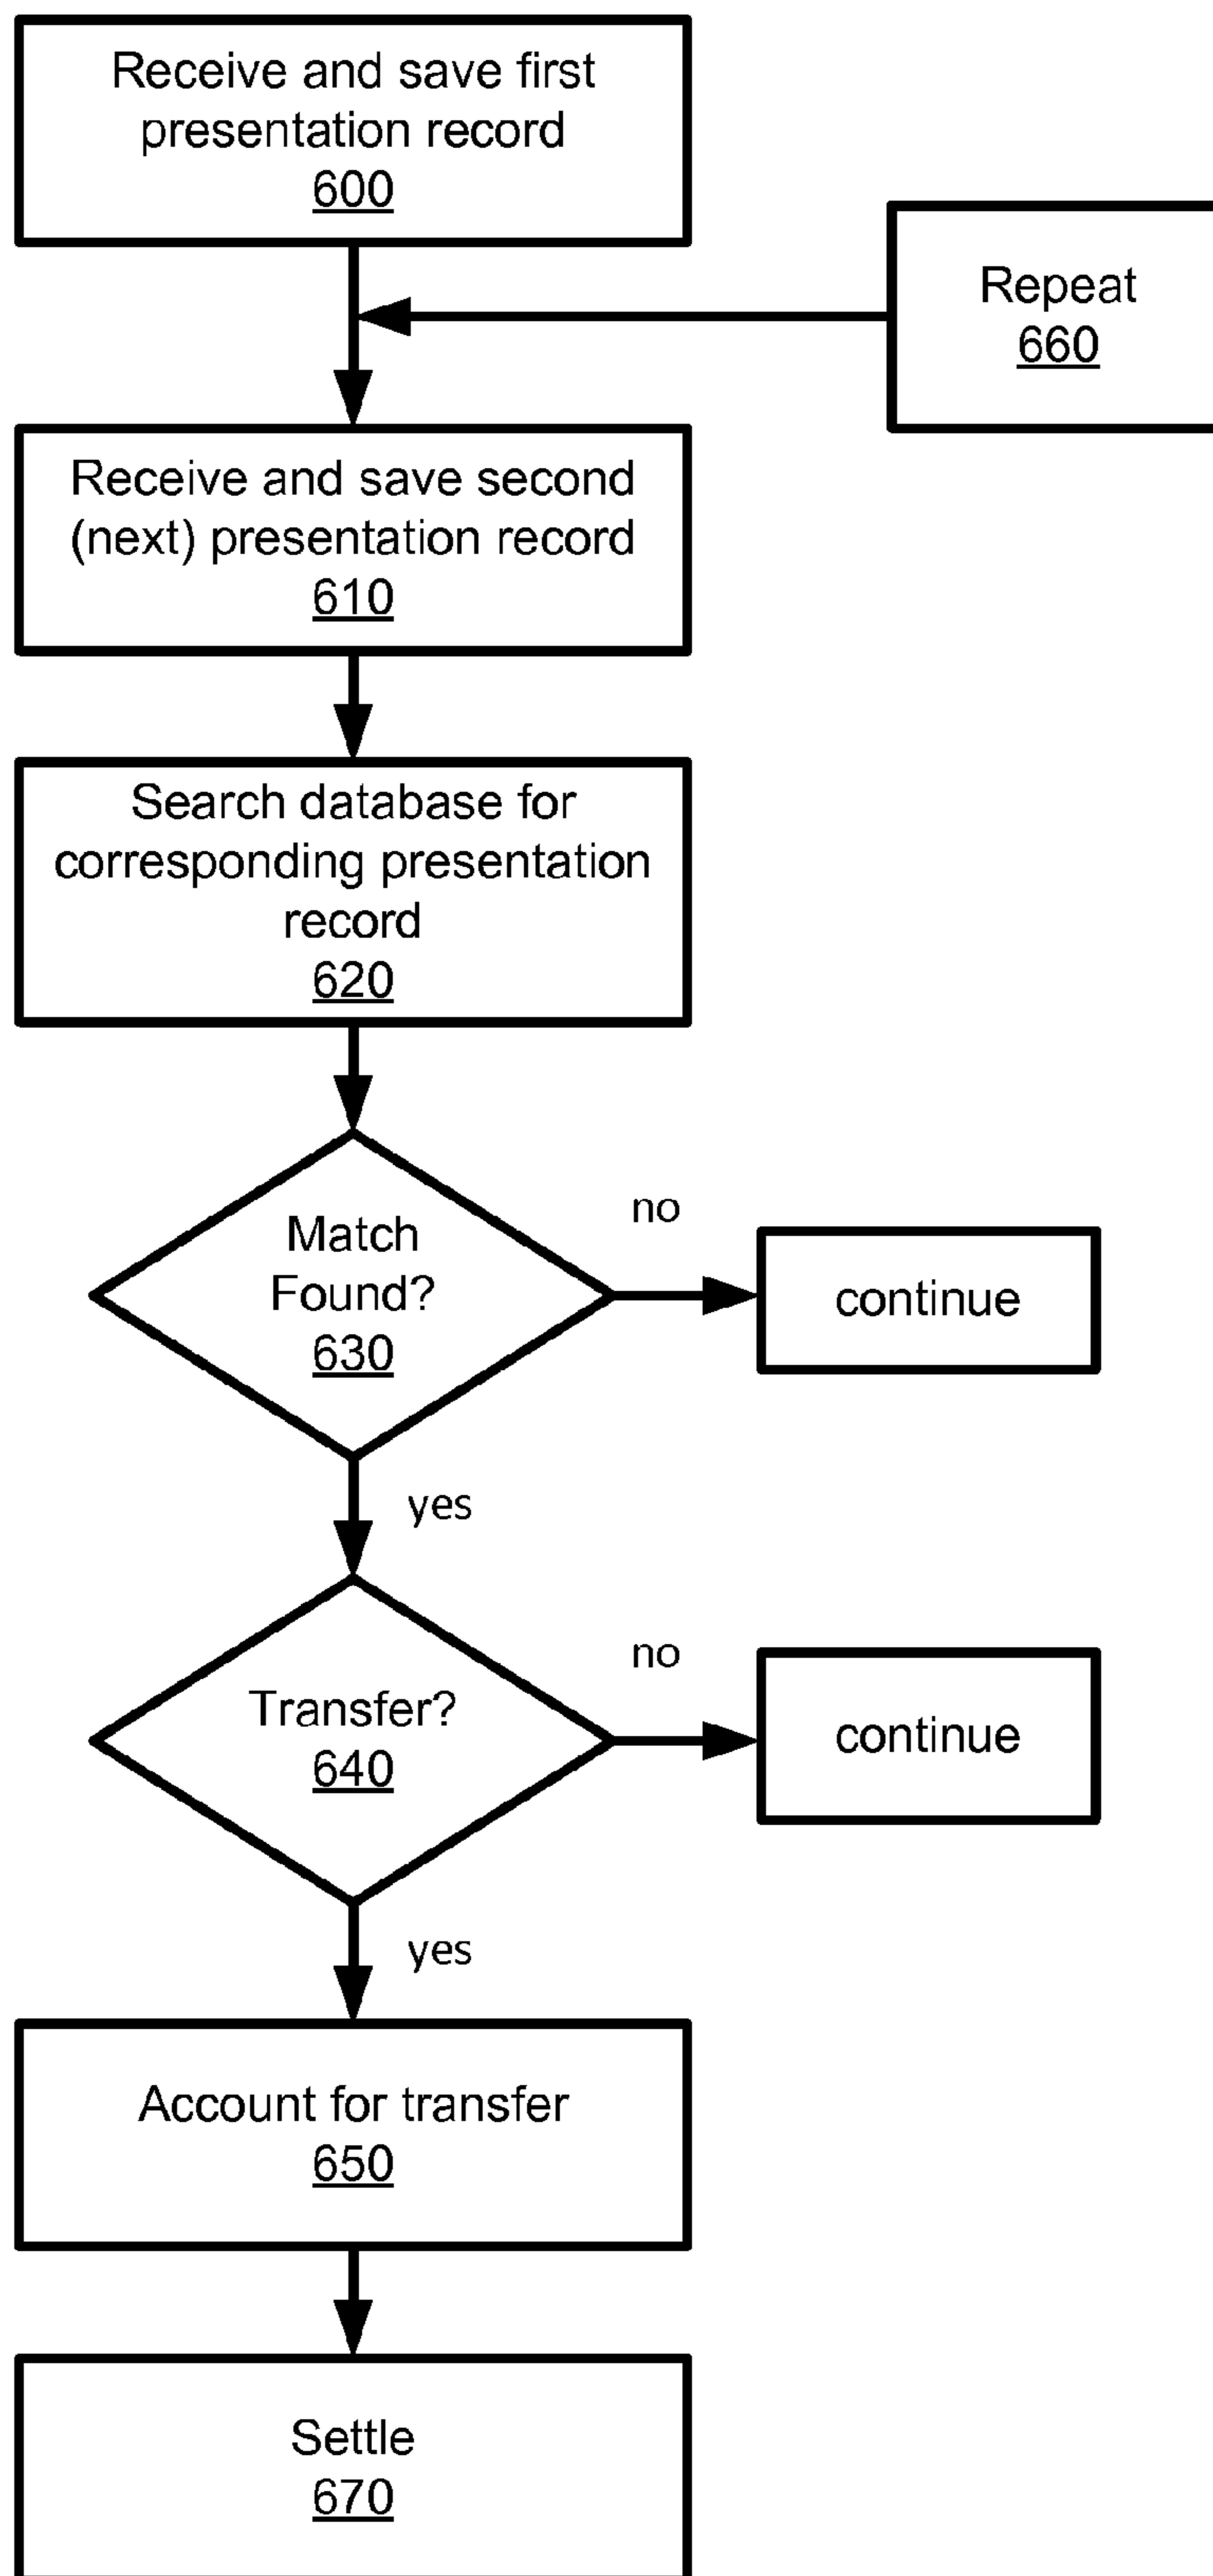 Receive and save first
presentation record
600
Repeat
660
Receive and save second
(next) presentation record
610
Search database for
corresponding presentation
record
620
Match
Found?
630
no
continue
yes
Transfer?
640
no
continue
yes
Account for transfer
650
Settle
670